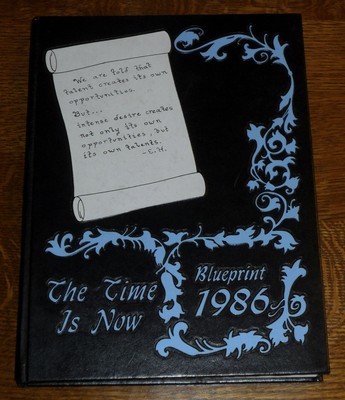 We are told that
talent creates its own
opportunities.
But...
intense desire creates
not only its own
opportunities, but
its own talents.
-E.H.
The Time
Is Now
Blueprint
1986